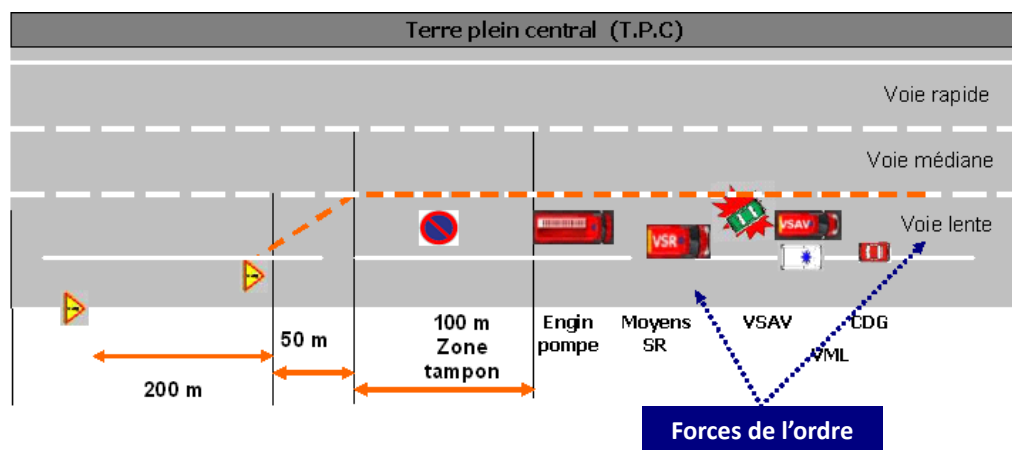 Terre plein central (T.P.C)
Voie rapide
Voie médiane
VSR
VSAV
Voie lente
50 m
200 m
100 m
Zone
tampon
Engin
pompe
Moyens
SR
VSAV
VML
CDG
Forces de l'ordre